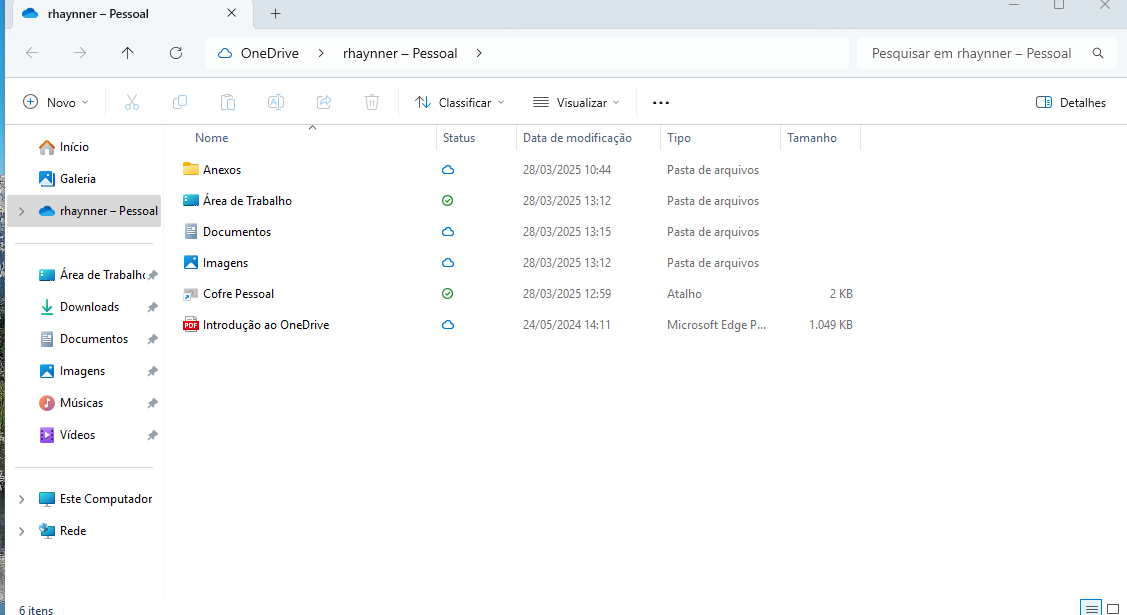 rhaynner – Pessoal
OneDrive > rhaynner – Pessoal >
Pesquisar em rhaynner – Pessoal
Novo
Classificar
Visualizar
Detalhes
Início
Galeria
rhaynner – Pessoal
Área de Trabalho
Downloads
Documentos
Imagens
Músicas
Vídeos
Este Computador
Rede
Nome Status Data de modificação Tipo Tamanho
Anexos 28/03/2025 10:44 Pasta de arquivos
Área de Trabalho 28/03/2025 13:12 Pasta de arquivos
Documentos 28/03/2025 13:15 Pasta de arquivos
Imagens 28/03/2025 13:12 Pasta de arquivos
Cofre Pessoal 28/03/2025 12:59 Atalho 2 KB
PDF Introdução ao OneDrive 24/05/2024 14:11 Microsoft Edge P... 1.049 KB
6 itens